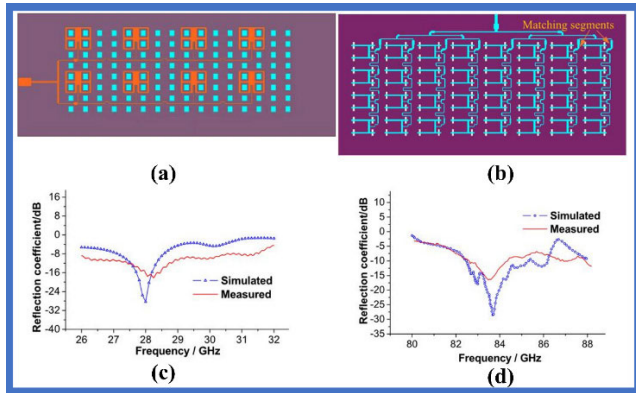 Matching segments
(a)
(b)
Reflection coefficient/dB
16
8
0
-8
-16
-24
-32
-40
Simulated
Measured
26
27
28
29
30
31
32
Frequency / GHz
(c)
Reflection coefficient/dB
5
0
-5
-10
-15
-20
-25
-30
-35
Simulated
Measured
80
82
84
86
88
Frequency / GHz
(d)